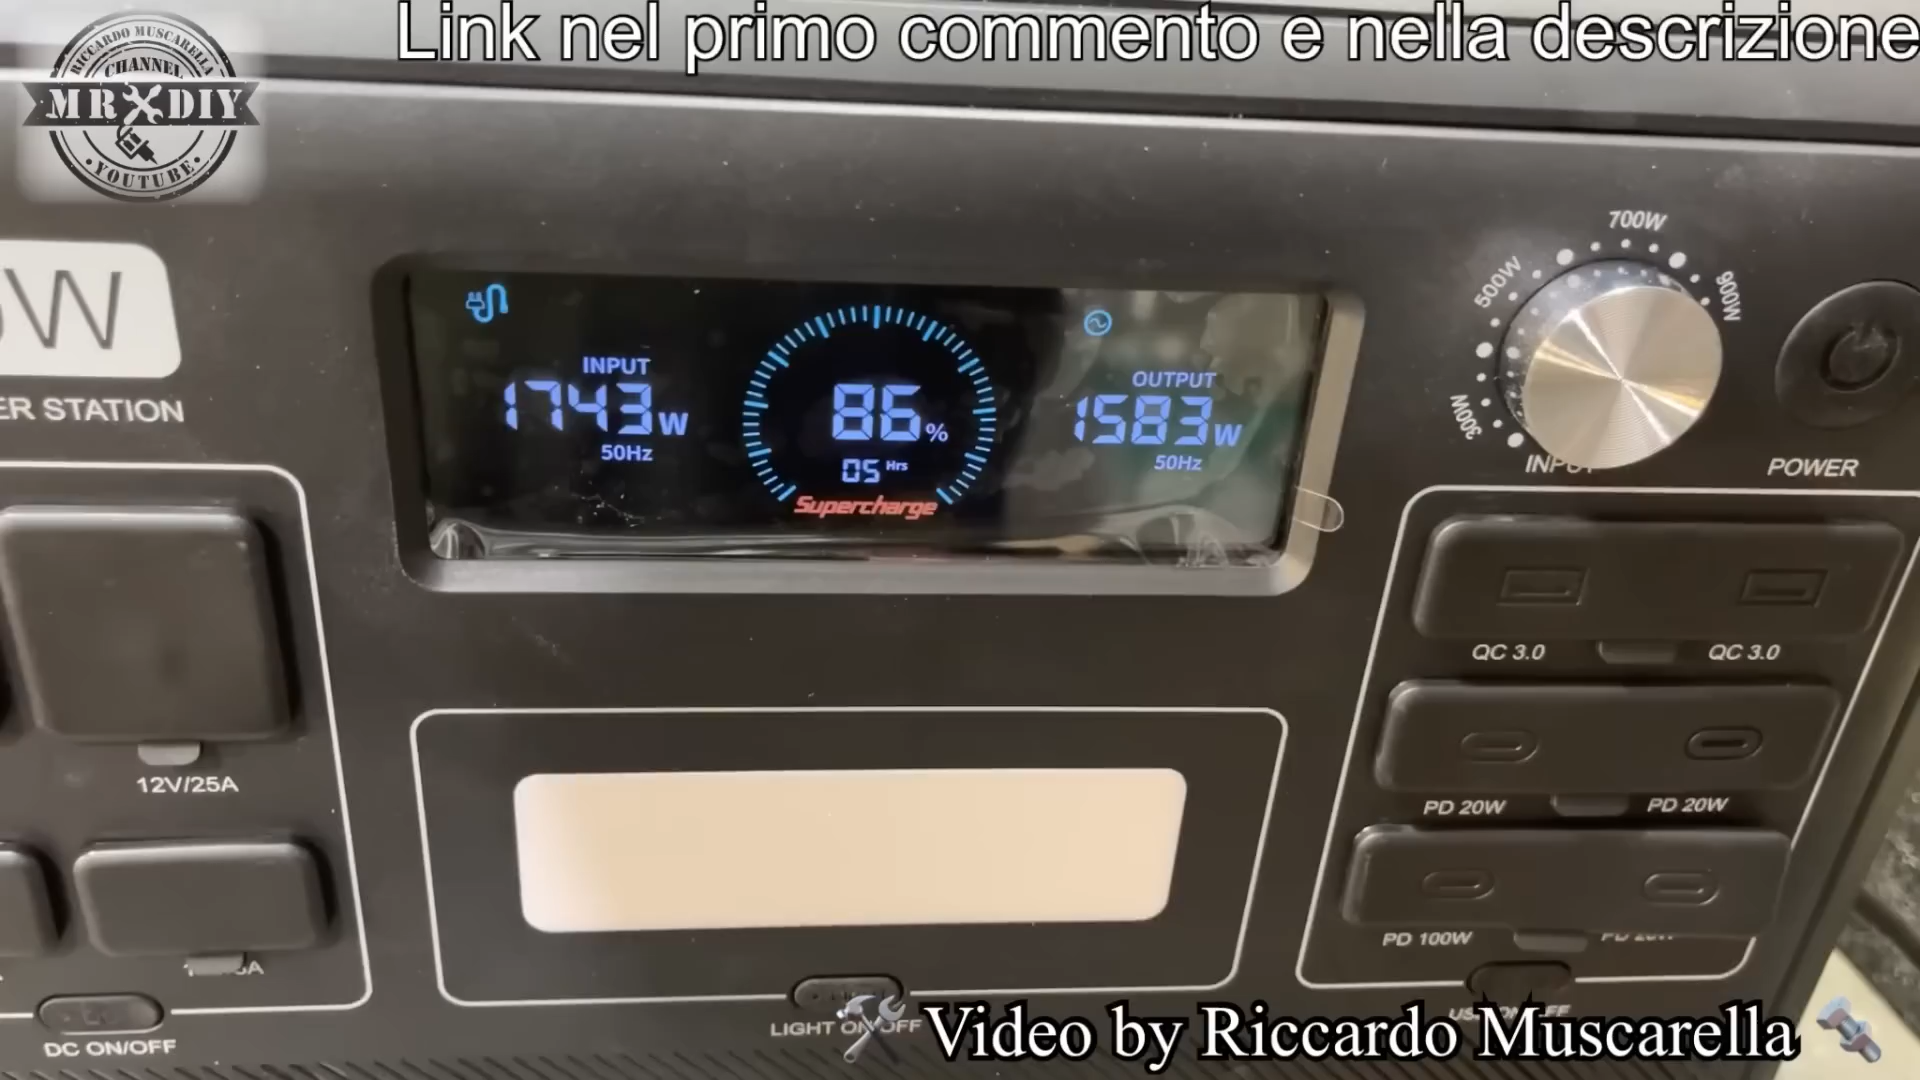 Link nel primo commento e nella descrizione
RICCARDO MUSCARELLA
CHANNEL
MR DIY
YOUTUBE
W
ER STATION
INPUT
1743W
50Hz
86%
05 Hrs
Supercharge
OUTPUT
1583W
50Hz
300W
500W
700W
900W
INPUT
POWER
QC 3.0
QC 3.0
PD 20W
PD 20W
PD 100W
12V/25A
DC ON/OFF
LIGHT ON/OFF
Video by Riccardo Muscarella